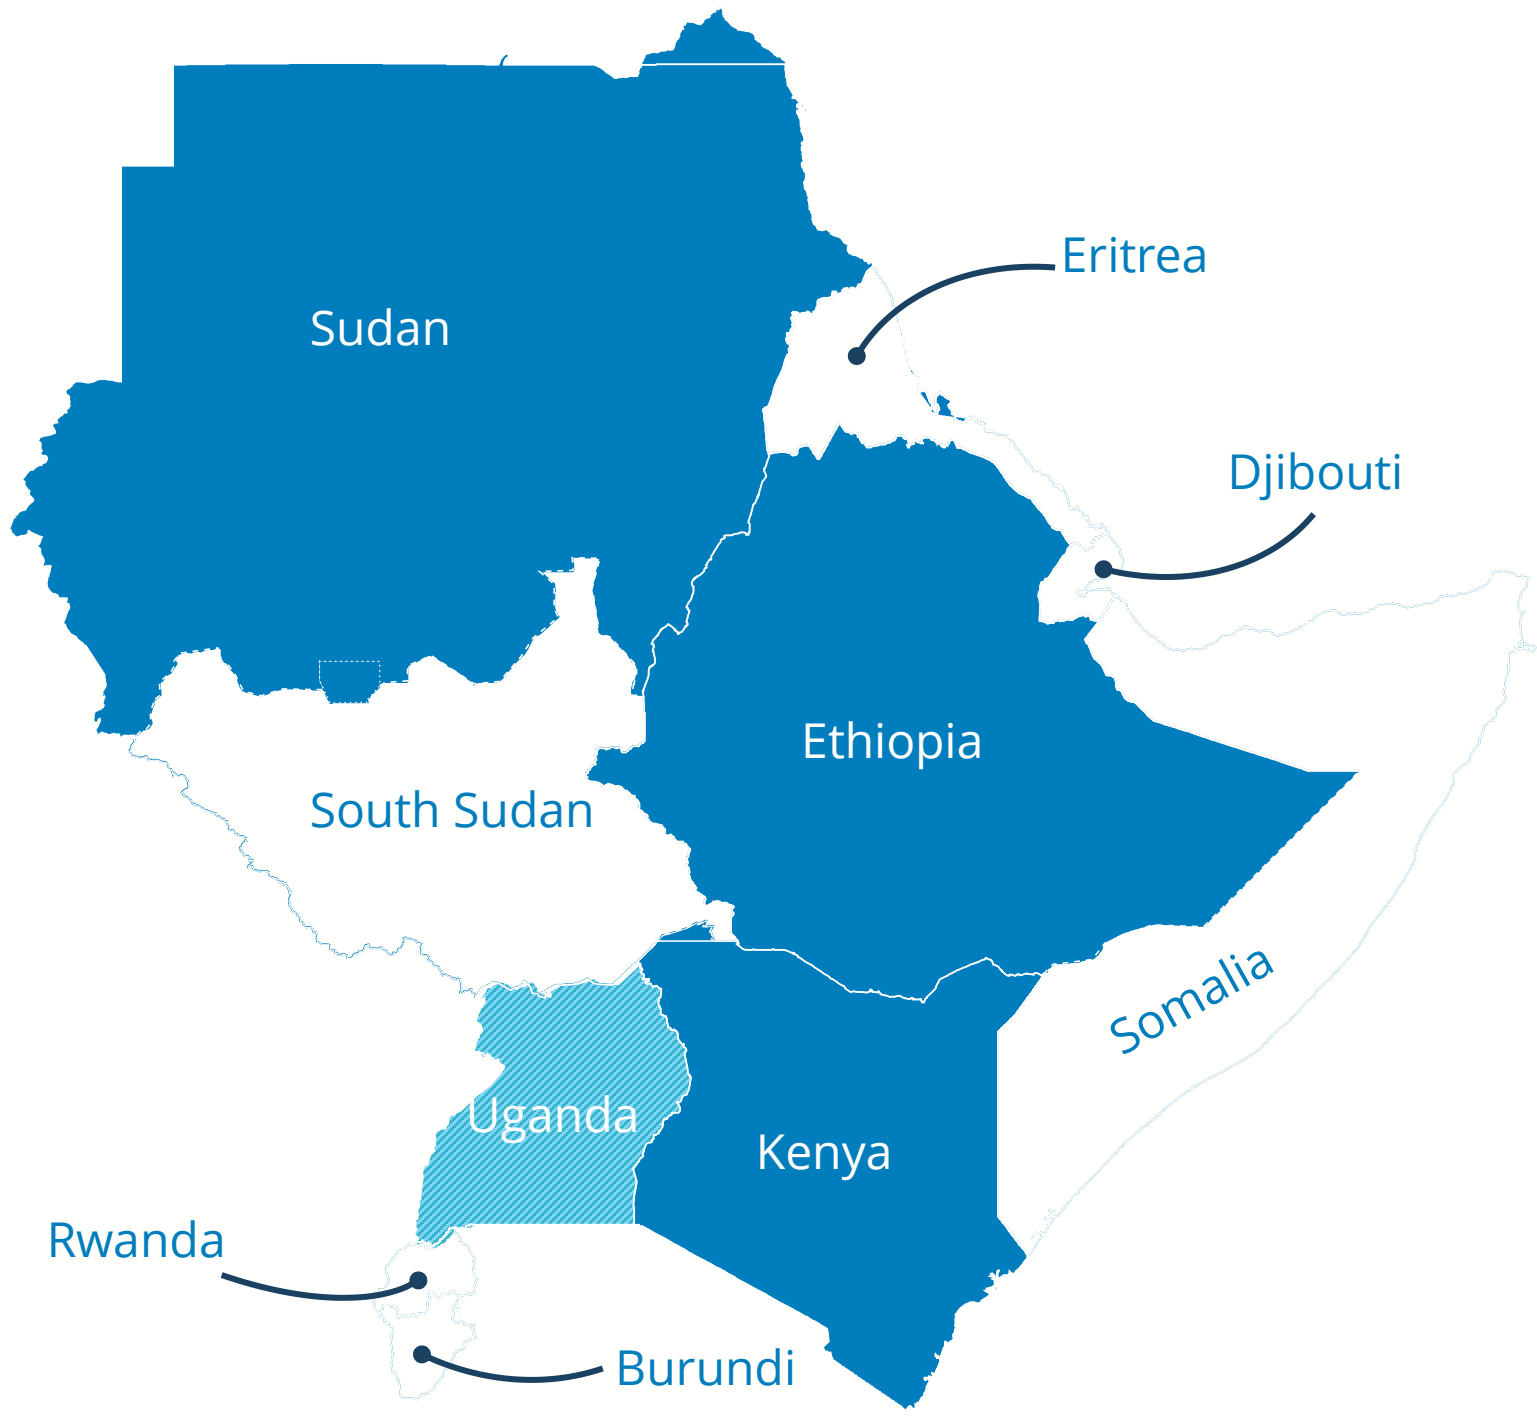 Eritrea
Sudan
Djibouti
Ethiopia
South Sudan
Somalia
Uganda
Kenya
Rwanda
Burundi